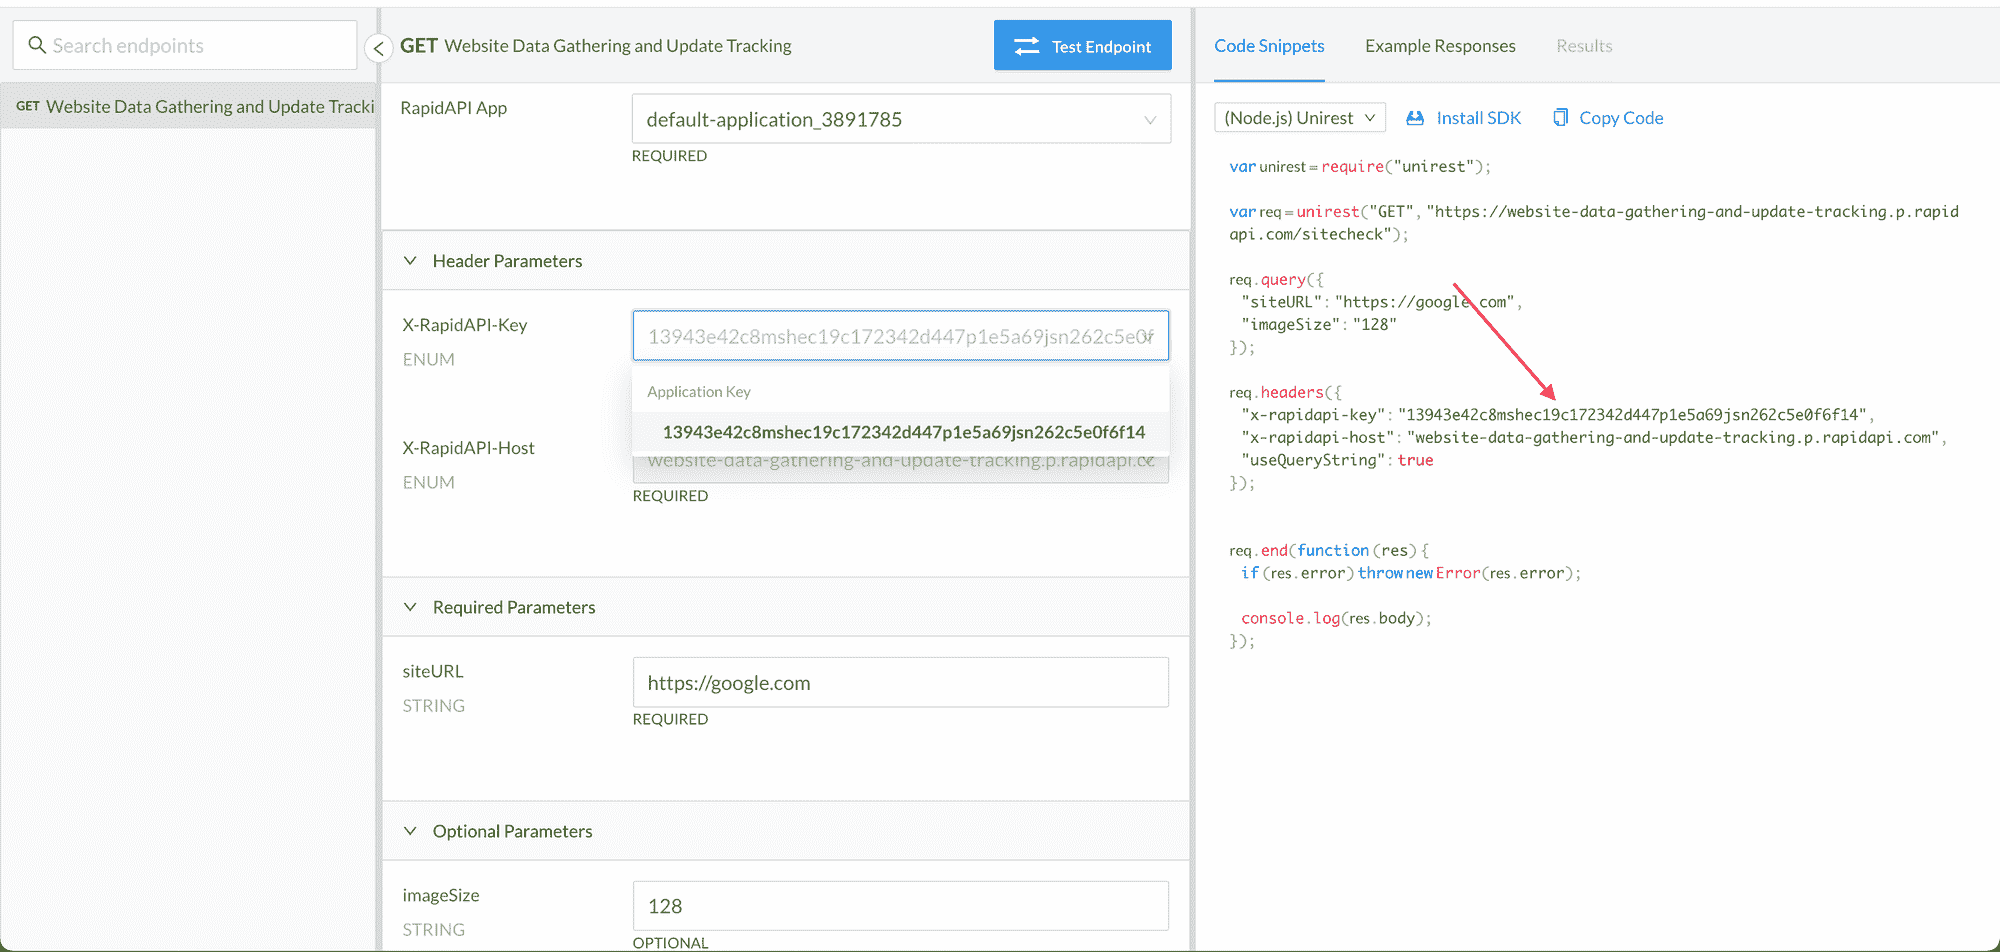 Search endpoints
GET Website Data Gathering and Update Tracki
GET Website Data Gathering and Update Tracking
Test Endpoint
RapidAPI App
default-application_3891785
REQUIRED
Header Parameters
X-RapidAPI-Key
ENUM
13943e42c8mshec19c172342d447p1e5a69jsn262c5e0f
Application Key
13943e42c8mshec19c172342d447p1e5a69jsn262c5e0f6f14
X-RapidAPI-Host
ENUM
website-data-gathering-and-update-tracking.p.rapidapi.cc
REQUIRED
Required Parameters
siteURL
STRING
https://google.com
REQUIRED
Optional Parameters
imageSize
STRING
128
OPTIONAL
Code Snippets
Example Responses
Results
(Node.js) Unirest
Install SDK
Copy Code
var unirest = require("unirest");
var req = unirest("GET", "https://website-data-gathering-and-update-tracking.p.rapid
api.com/sitecheck");
req.query({
"siteURL": "https://google.com",
"imageSize": "128"
});
req.headers({
"x-rapidapi-key": "13943e42c8mshec19c172342d447p1e5a69jsn262c5e0f6f14",
"x-rapidapi-host": "website-data-gathering-and-update-tracking.p.rapidapi.com",
"useQueryString": true
});
req.end(function (res) {
if (res.error) throw new Error(res.error);
console.log(res.body);
});